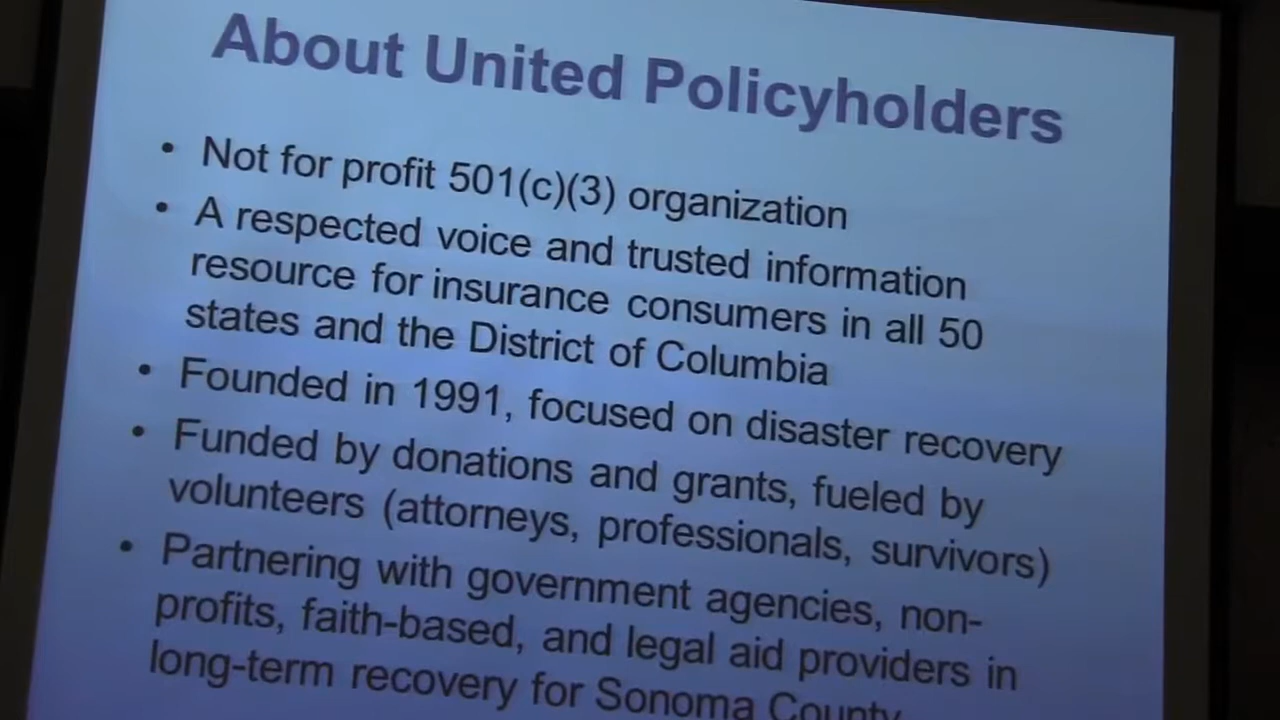 About United Policyholders
• Not for profit 501(c)(3) organization
• A respected voice and trusted information
resource for insurance consumers in all 50
states and the District of Columbia
• Founded in 1991, focused on disaster recovery
• Funded by donations and grants, fueled by
volunteers (attorneys, professionals, survivors)
• Partnering with government agencies, non-
profits, faith-based, and legal aid providers in
long-term recovery for Sonoma County